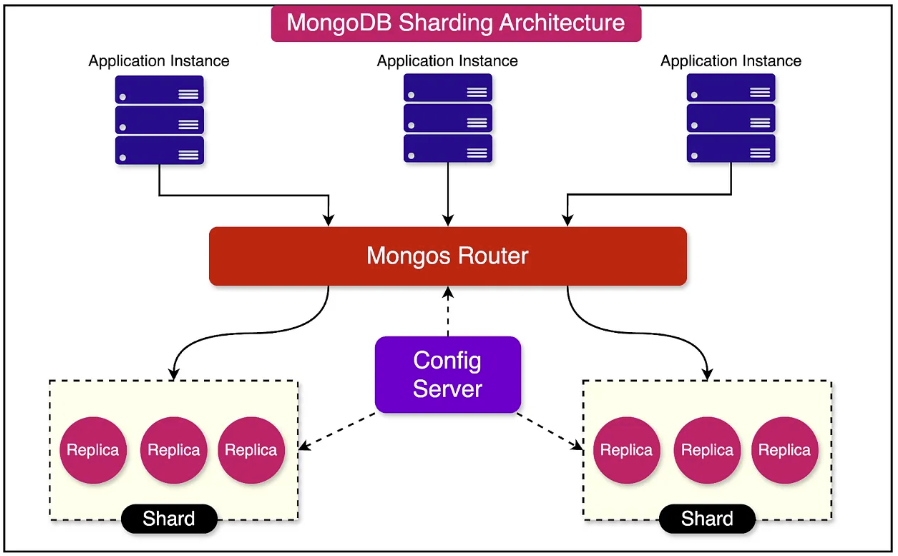 MongoDB Sharding Architecture
Application Instance
Application Instance
Application Instance
Mongos Router
Config
Server
Replica
Replica
Replica
Shard
Replica
Replica
Replica
Shard